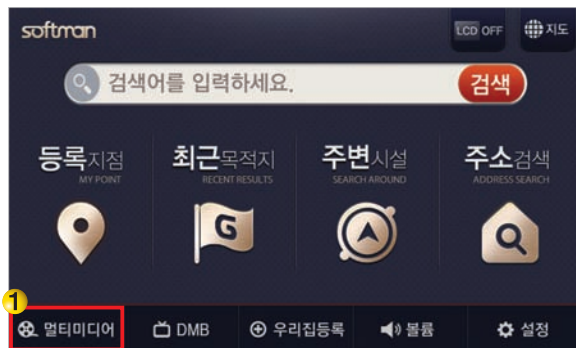 softman
LCD OFF
지도
검색어를 입력하세요.
검색
등록지점
MY POINT
최근목적지
RECENT RESULTS
주변시설
SEARCH AROUND
주소검색
ADDRESS SEARCH
G
1
멀티미디어
DMB
우리집등록
볼륨
설정